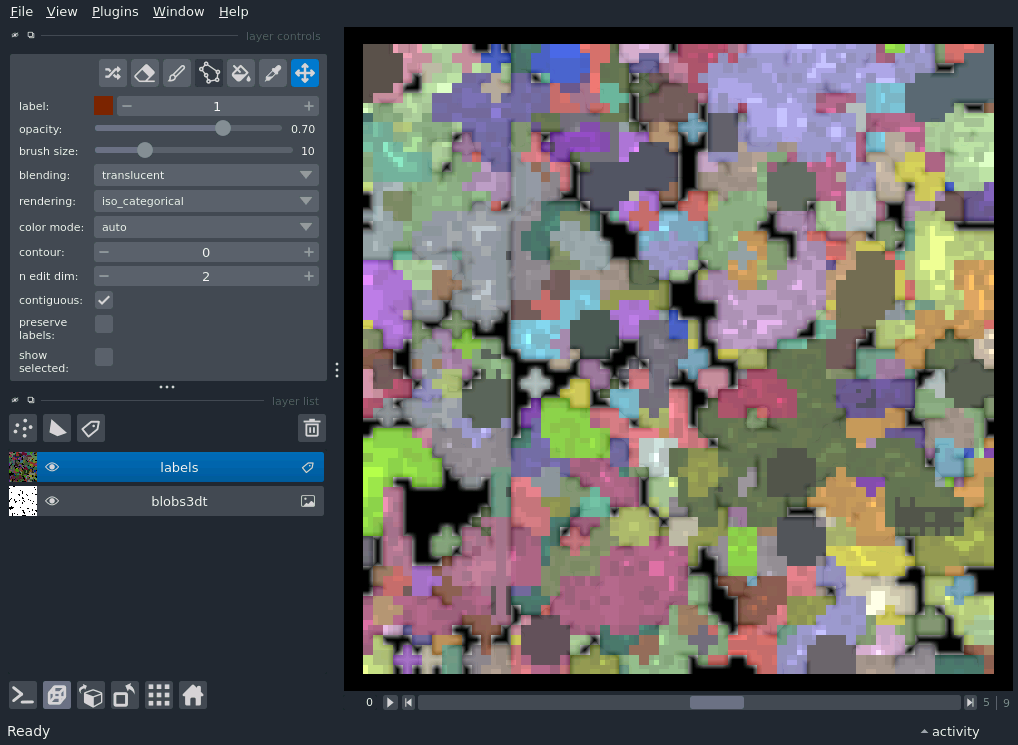 File View Plugins Window Help
layer controls
label: 1
opacity: 0.70
brush size: 10
blending: translucent
rendering: iso_categorical
color mode: auto
contour: 0
n edit dim: 2
contiguous:
preserve
labels:
show
selected:
layer list
labels
blobs3dt
0 5 9
Ready activity